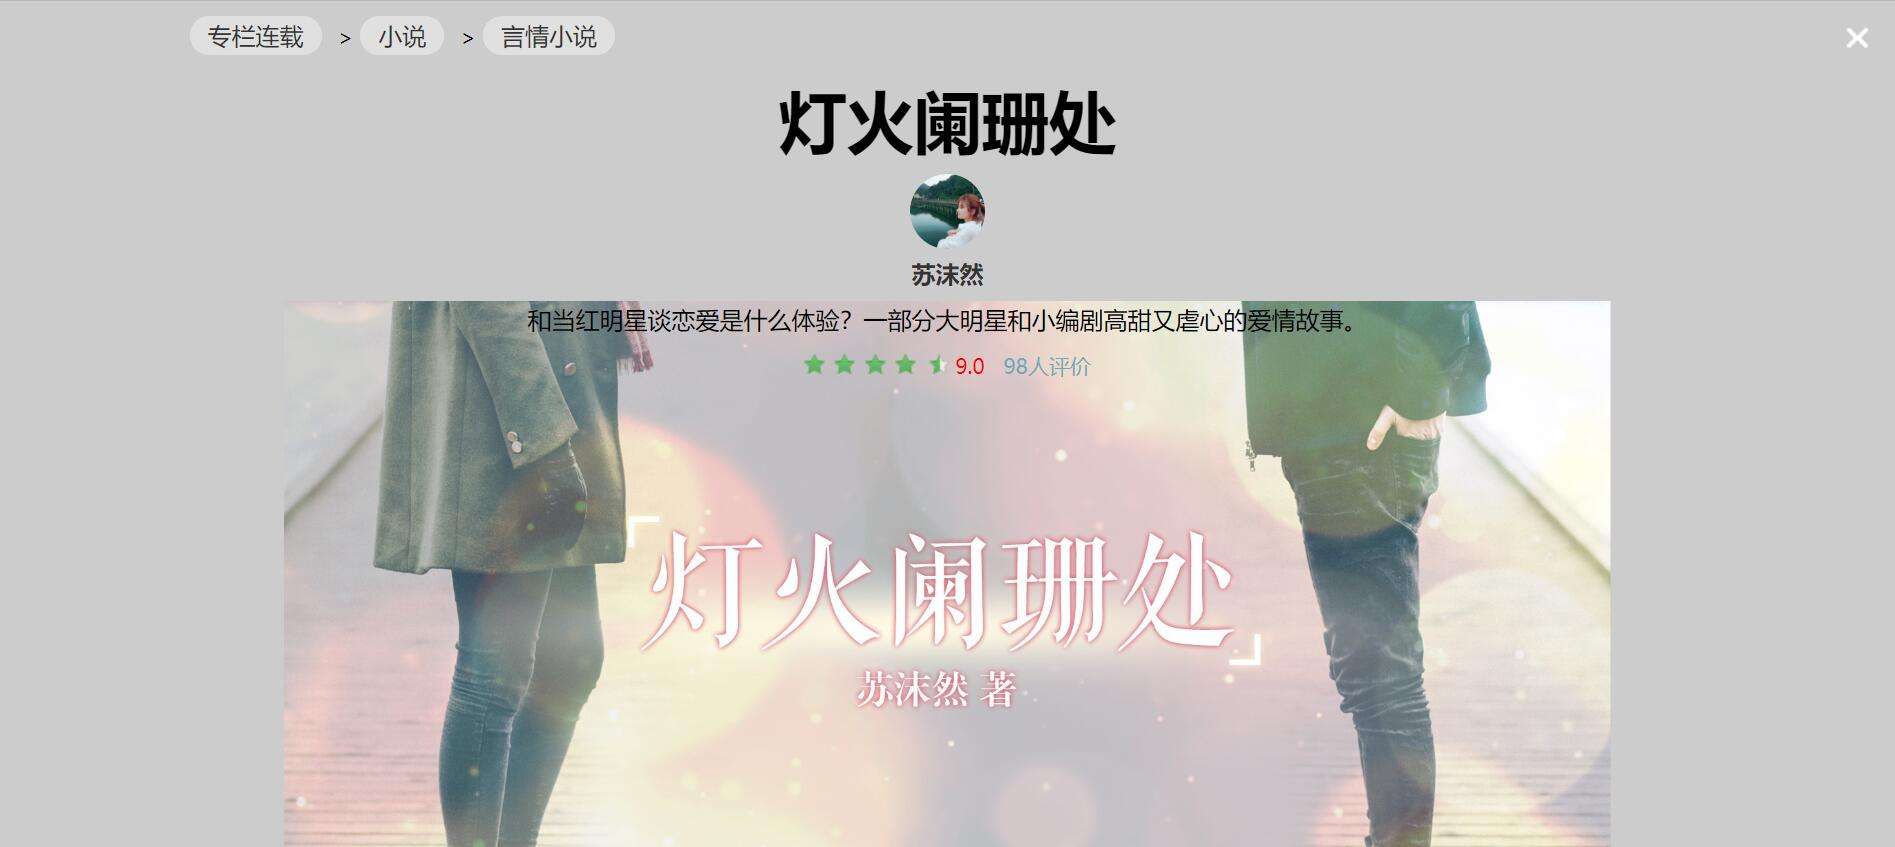 专栏连载 > 小说 > 言情小说
灯火阑珊处
苏沫然
和当红明星谈恋爱是什么体验？一部分大明星和小编剧高甜又虐心的爱情故事。
9.0 98人评价
灯火阑珊处
苏沫然 著